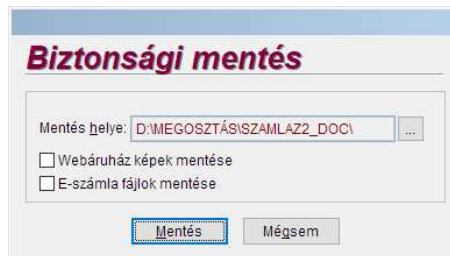 Biztonsági mentés
Mentés helye: D:\MEGOSZTÁS\SZAMLAZ2_DOC\ ...
Webáruház képek mentése
E-számla fájlok mentése
Mentés Mégsem